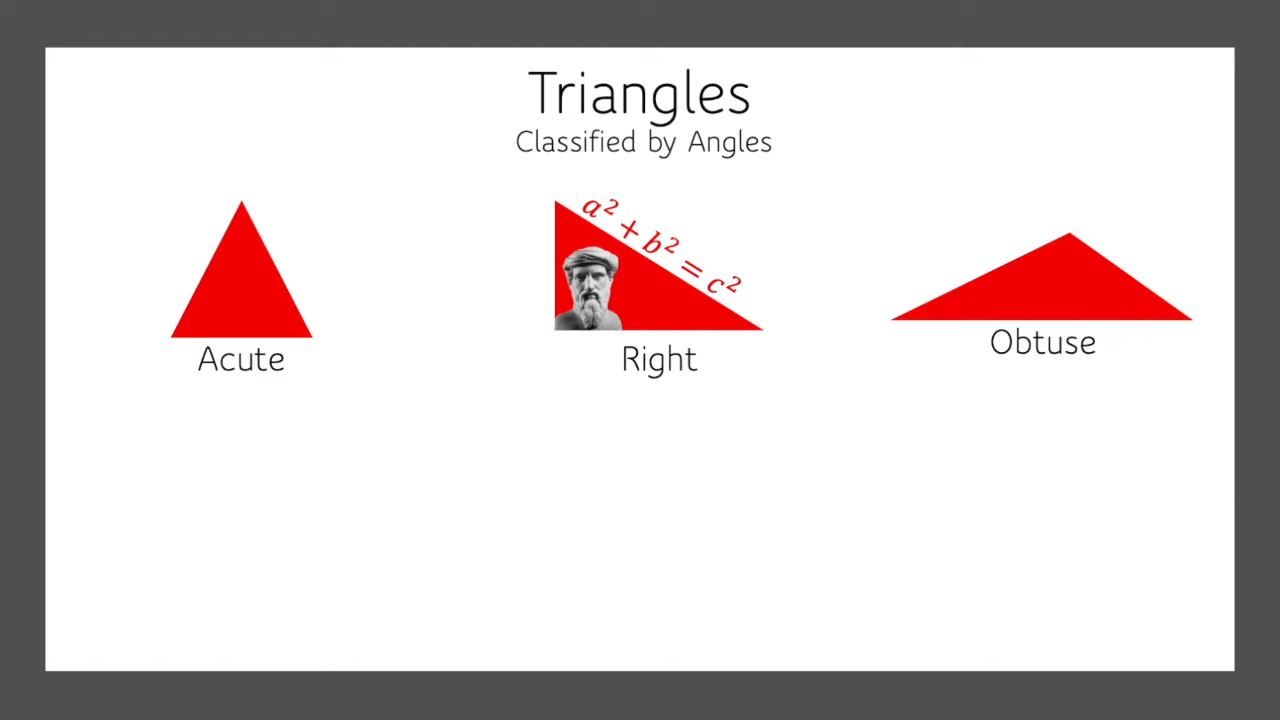 Triangles
Classified by Angles
a² + b² = c²
Acute
Right
Obtuse